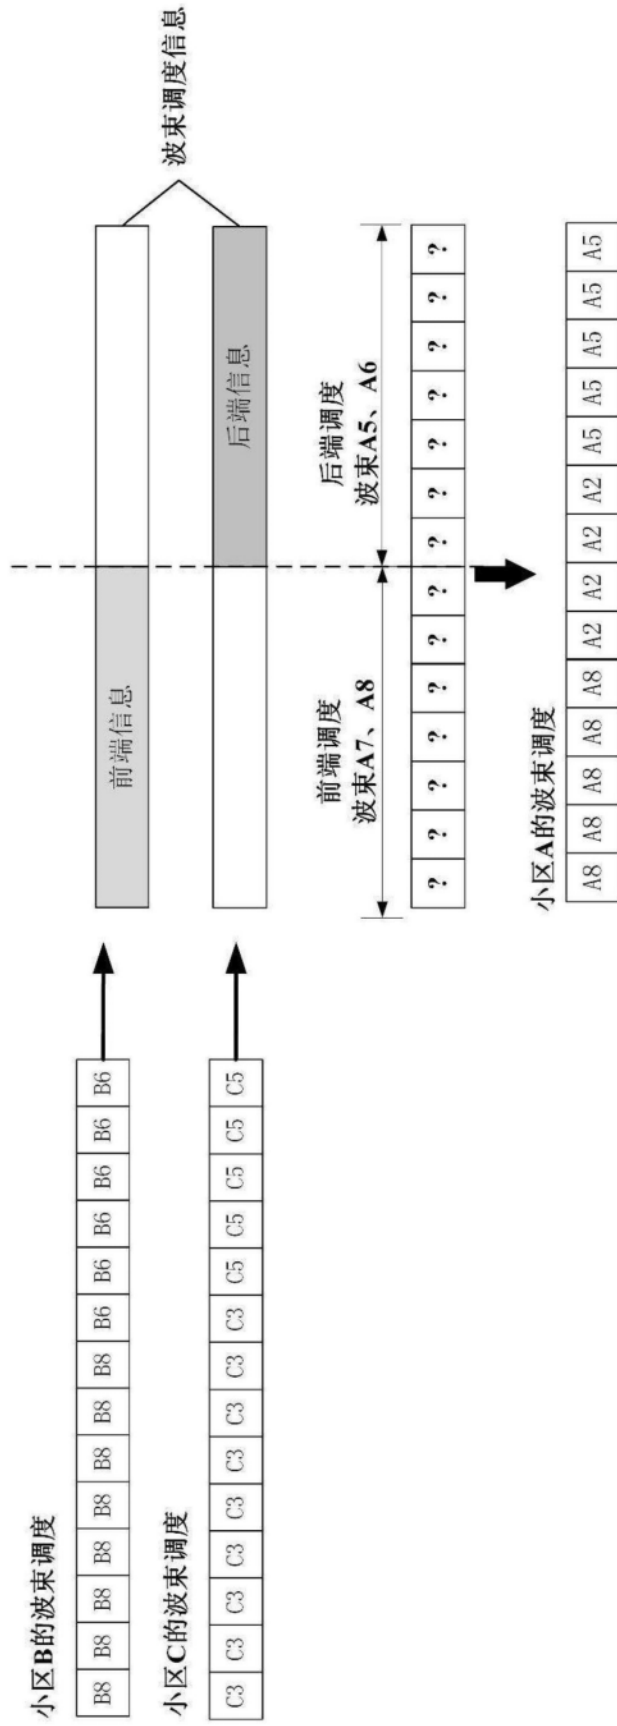 小区B的波束调度
B8 B8 B8 B8 B8 B8 B8 B8 B6 B6 B6 B6 B6 B6
小区C的波束调度
C3 C3 C3 C3 C3 C3 C3 C3 C3 C5 C5 C5 C5 C5
前端信息
后端信息
波束调度信息
前端调度
波束A7、A8
后端调度
波束A5、A6
? ? ? ? ? ? ? ? ? ? ? ? ? ?
小区A的波束调度
A8 A8 A8 A8 A8 A2 A2 A2 A2 A5 A5 A5 A5 A5